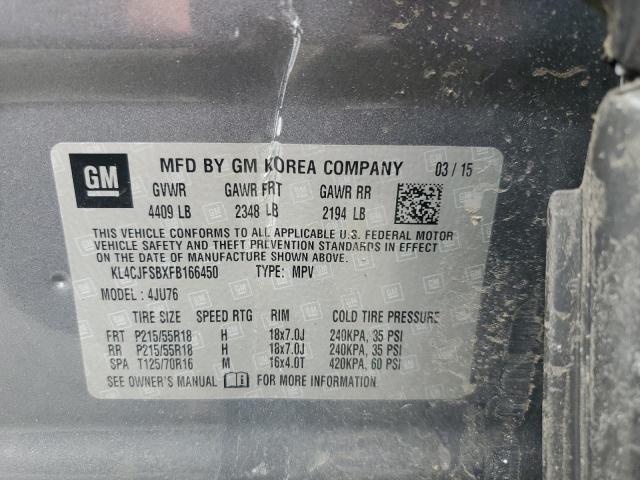 GM MFD BY GM KOREA COMPANY 03/15
GVWR GAWR FRT GAWR RR
4409 LB 2348 LB 2194 LB
THIS VEHICLE CONFORMS TO ALL APPLICABLE U.S. FEDERAL MOTOR
VEHICLE SAFETY AND THEFT PREVENTION STANDARDS IN EFFECT
ON THE DATE OF MANUFACTURE SHOWN ABOVE.
KL4CJFSBXFB166450 TYPE: MPV
MODEL: 4JU76
TIRE SIZE SPEED RTG RIM COLD TIRE PRESSURE
FRT P215/55R18 H 18x7.0J 240KPA, 35 PSI
RR P215/55R18 H 18x7.0J 240KPA, 35 PSI
SPA T125/70R16 M 16x4.0T 420KPA, 60 PSI
SEE OWNER'S MANUAL FOR MORE INFORMATION.